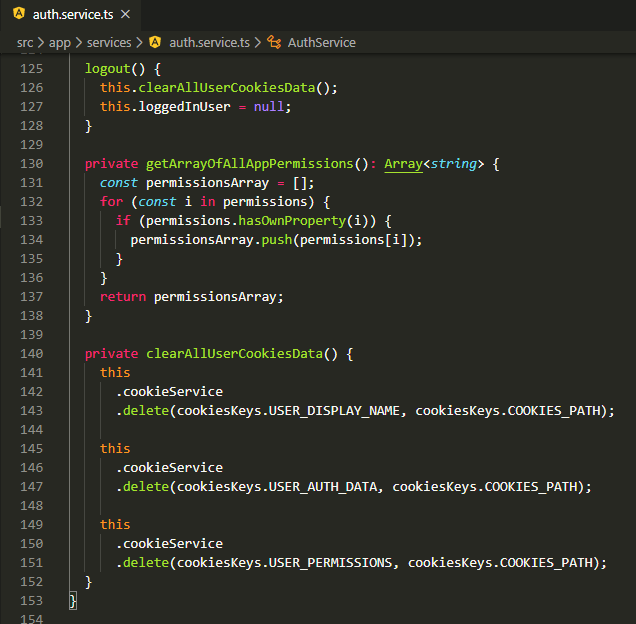 auth.service.ts ×
src > app > services > auth.service.ts > AuthService
125 logout() {
126 this.clearAllUserCookiesData();
127 this.loggedInUser = null;
128 }
129
130 private getArrayOfAllAppPermissions(): Array<string> {
131 const permissionsArray = [];
132 for (const i in permissions) {
133 if (permissions.hasOwnProperty(i)) {
134 permissionsArray.push(permissions[i]);
135 }
136 }
137 return permissionsArray;
138 }
139
140 private clearAllUserCookiesData() {
141 this
142 .cookieService
143 .delete(cookiesKeys.USER_DISPLAY_NAME, cookiesKeys.COOKIES_PATH);
144
145 this
146 .cookieService
147 .delete(cookiesKeys.USER_AUTH_DATA, cookiesKeys.COOKIES_PATH);
148
149 this
150 .cookieService
151 .delete(cookiesKeys.USER_PERMISSIONS, cookiesKeys.COOKIES_PATH);
152 }
153 }
154